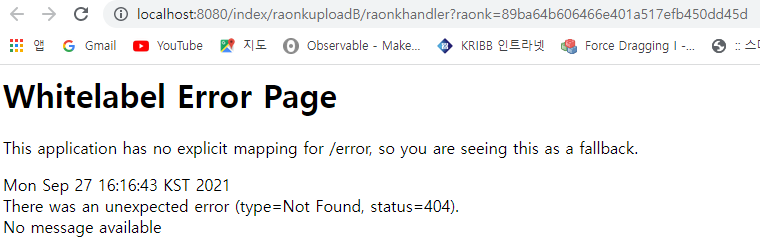 localhost:8080/index/raonkuploadB/raonkhandler?raonk=89ba64b606466e401a517efb450dd45d
앱 Gmail YouTube 지도 Observable - Make... KRIBB 인트라넷 Force Dragging I -... :: 스
Whitelabel Error Page
This application has no explicit mapping for /error, so you are seeing this as a fallback.
Mon Sep 27 16:16:43 KST 2021
There was an unexpected error (type=Not Found, status=404).
No message available